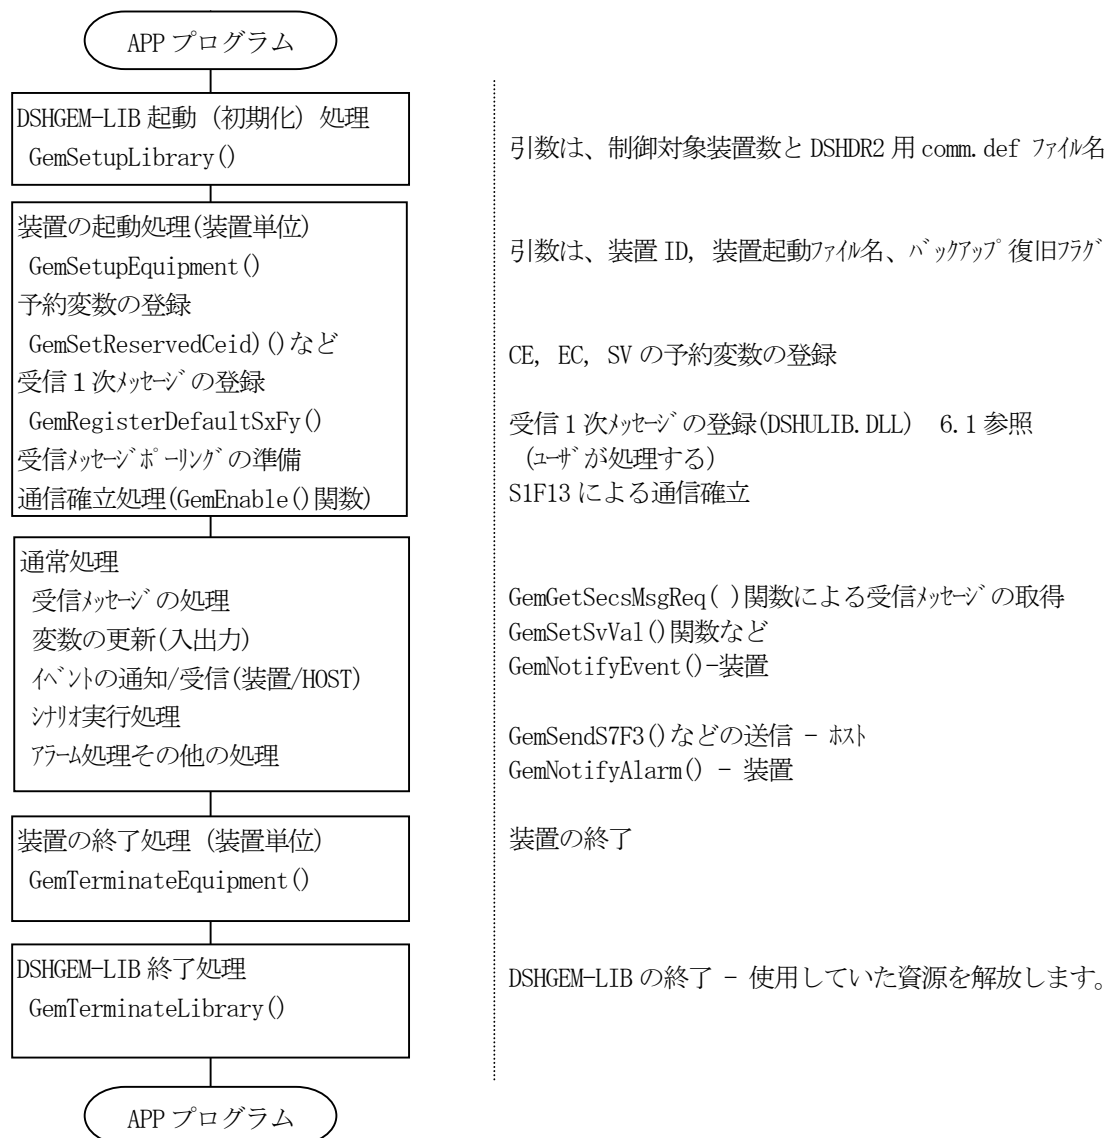 APP プログラム
DSHGEM-LIB 起動 (初期化) 処理
GemSetupLibrary()
引数は、制御対象装置数と DSHDR2 用 comm.def ファイル名
装置の起動処理(装置単位)
GemSetupEquipment()
引数は、装置 ID, 装置起動ファイル名、バックアップ 復旧フラグ
予約変数の登録
GemSetReservedCeid)()など
CE, EC, SV の予約変数の登録
受信１次メッセージの登録
GemRegisterDefaultSxFy()
受信１次メッセージの登録(DSHULIB.DLL) 6.1 参照
受信メッセージポーリングの準備
(ユーザが処理する)
通信確立処理(GemEnable()関数)
S1F13 による通信確立
通常処理
受信メッセージの処理
GemGetSecsMsgReq( )関数による受信メッセージの取得
変数の更新(入出力)
GemSetSvVal()関数など
イベントの通知/受信(装置/HOST)
GemNotifyEvent()-装置
シナリオ実行処理
GemSendS7F3()などの送信 − ホスト
アラーム処理その他の処理
GemNotifyAlarm() − 装置
装置の終了処理 (装置単位)
GemTerminateEquipment()
装置の終了
DSHGEM-LIB 終了処理
GemTerminateLibrary()
DSHGEM-LIB の終了 − 使用していた資源を解放します。
APP プログラム